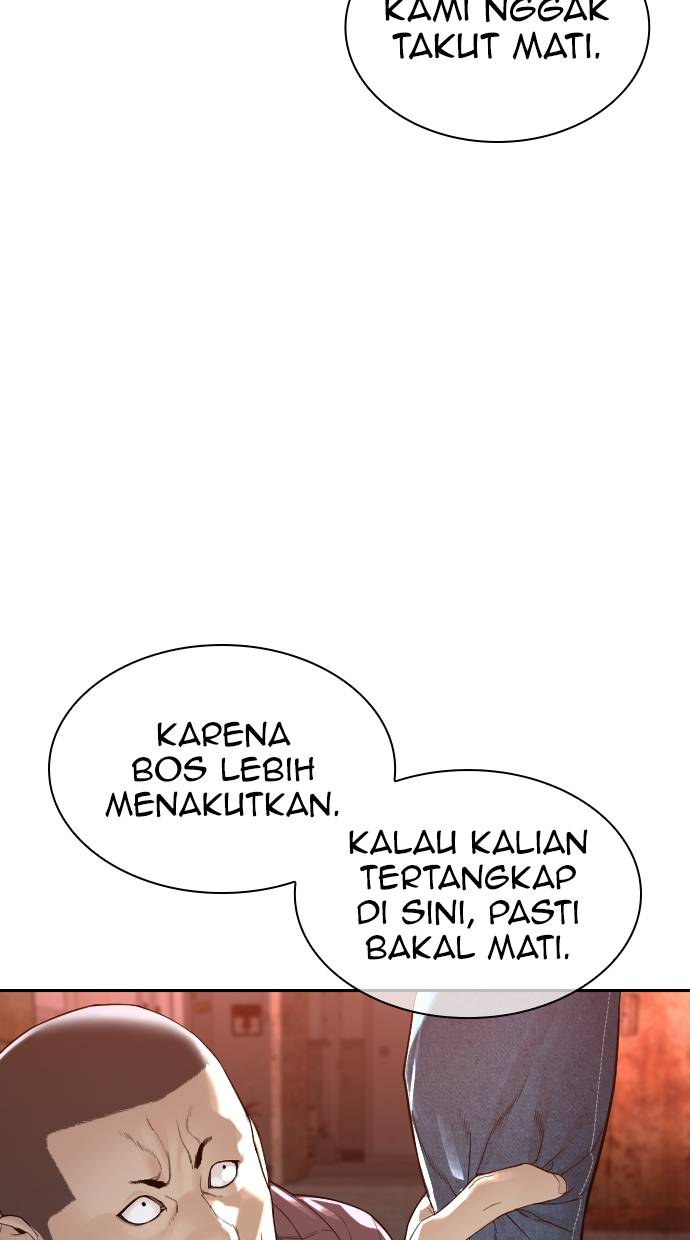 KAMI NGGAK
TAKUT MATI.
KARENA
BOS LEBIH
MENAKUTKAN.
KALAU KALIAN
TERTANGKAP
DI SINI, PASTI
BAKAL MATI.